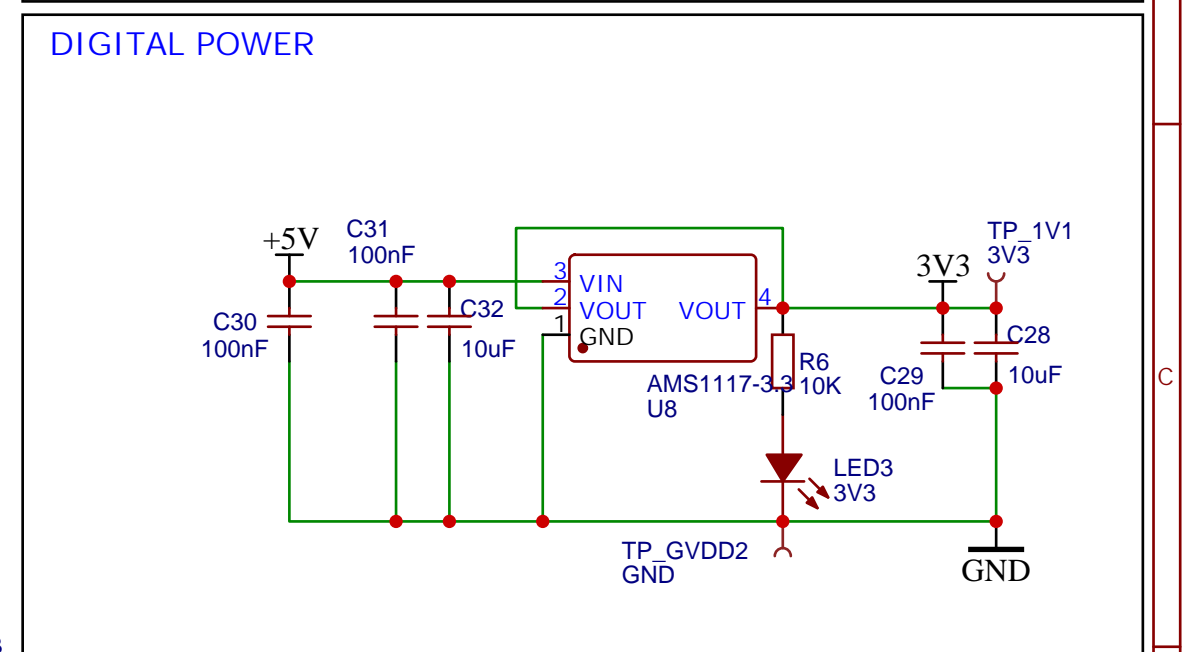 DIGITAL POWER
+5V
C31
100nF
C30
100nF
C32
10uF
3
2
1
VIN
VOUT
GND
VOUT
4
AMS1117-3.3
U8
R6
10K
3V3
TP_1V1
3V3
C28
10uF
C29
100nF
LED3
3V3
TP_GVDD2
GND
GND
C